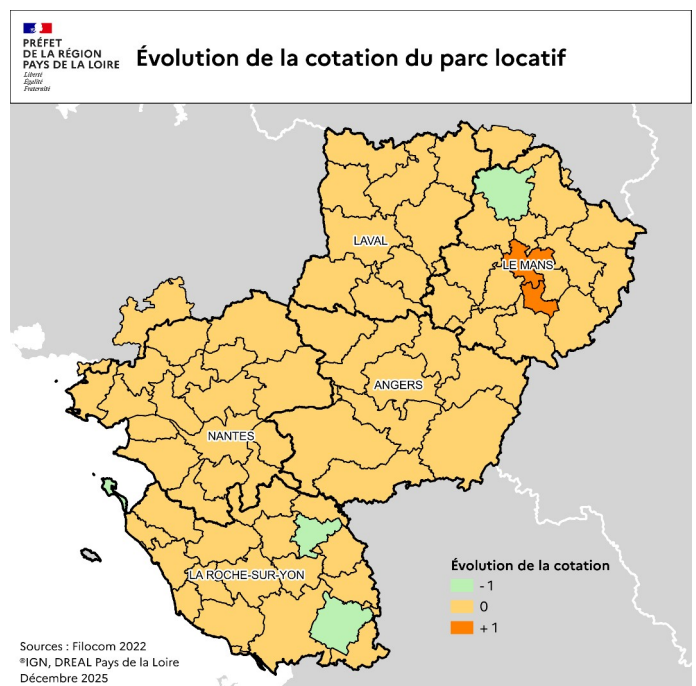 PRÉFET
DE LA RÉGION
PAYS DE LA LOIRE
Liberté
Égalité
Fraternité
Évolution de la cotation du parc locatif
LAVAL
LE MANS
ANGERS
NANTES
LA ROCHE-SUR-YON
Évolution de la cotation
- 1
0
+ 1
Sources : Filocom 2022
®IGN, DREAL Pays de la Loire
Décembre 2025